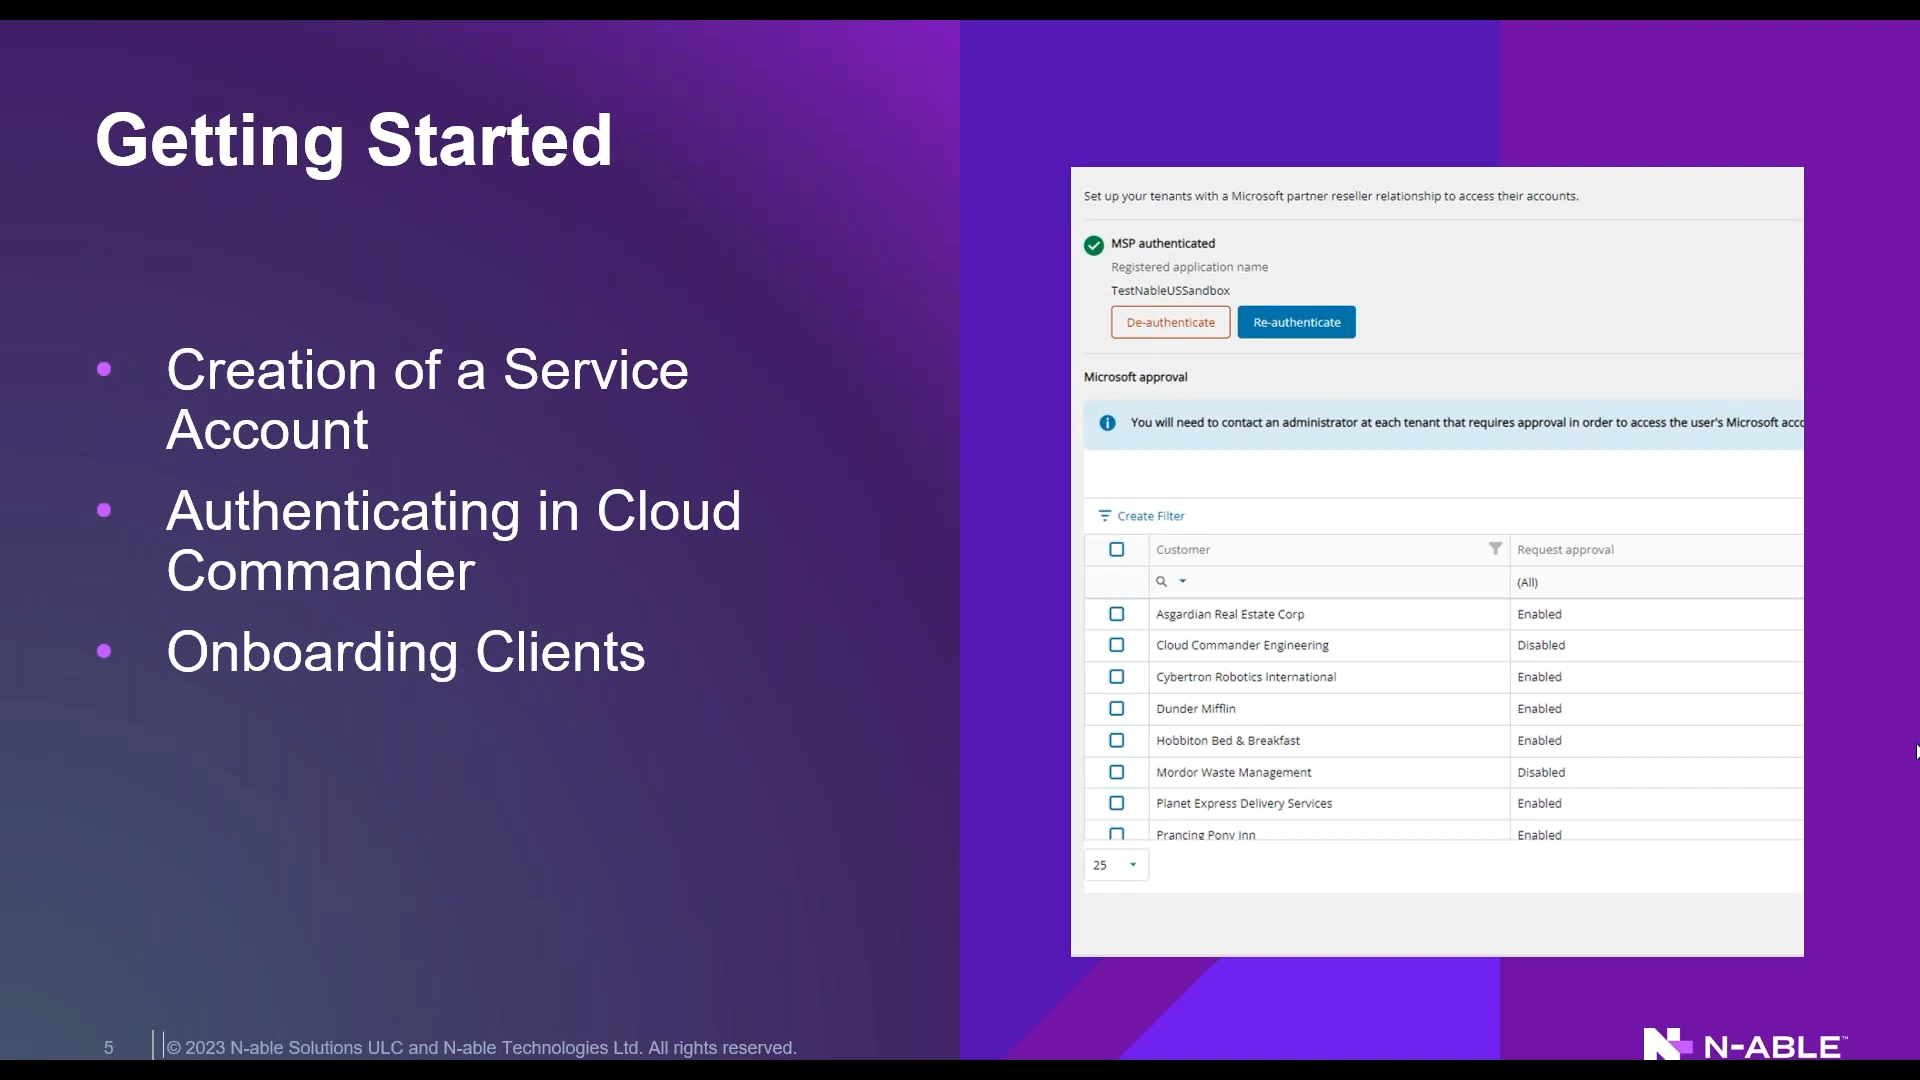 Getting Started
• Creation of a Service
Account
• Authenticating in Cloud
Commander
• Onboarding Clients
Set up your tenants with a Microsoft partner reseller relationship to access their accounts.
MSP authenticated
Registered application name
TestNableUSSandbox
De-authenticate Re-authenticate
Microsoft approval
You will need to contact an administrator at each tenant that requires approval in order to access the user's Microsoft acco
Create Filter
Customer Request approval
(All)
Asgardian Real Estate Corp Enabled
Cloud Commander Engineering Disabled
Cybertron Robotics International Enabled
Dunder Mifflin Enabled
Hobbiton Bed & Breakfast Enabled
Mordor Waste Management Disabled
Planet Express Delivery Services Enabled
Prancing Pony Inn Enabled
25
5 © 2023 N-able Solutions ULC and N-able Technologies Ltd. All rights reserved.
N-ABLE™